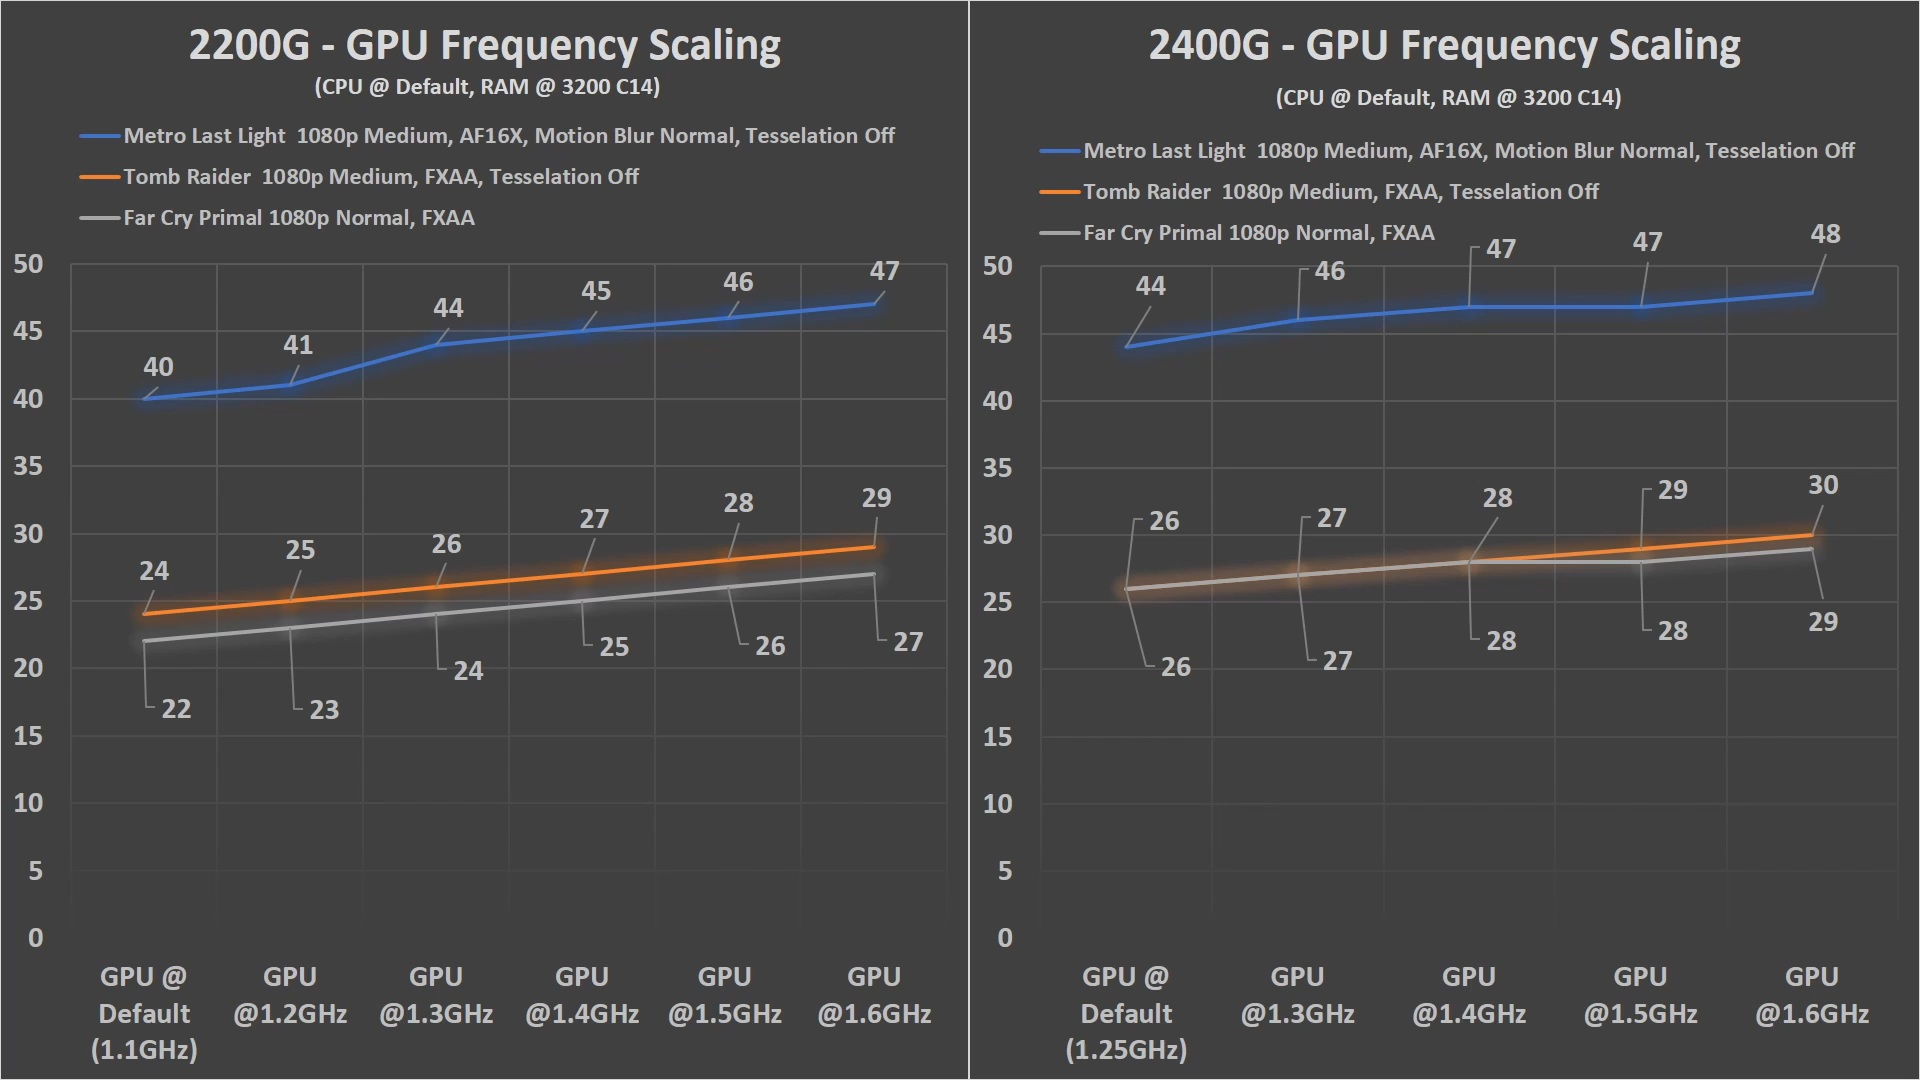 2200G - GPU Frequency Scaling
(CPU @ Default, RAM @ 3200 C14)
Metro Last Light  1080p Medium, AF16X, Motion Blur Normal, Tesselation Off
Tomb Raider  1080p Medium, FXAA, Tesselation Off
Far Cry Primal 1080p Normal, FXAA
50
45
40
35
30
25
20
15
10
5
0
40
41
44
45
46
47
24
25
26
27
28
29
22
23
24
25
26
27
GPU @ Default (1.1GHz)
GPU @1.2GHz
GPU @1.3GHz
GPU @1.4GHz
GPU @1.5GHz
GPU @1.6GHz
2400G - GPU Frequency Scaling
(CPU @ Default, RAM @ 3200 C14)
Metro Last Light  1080p Medium, AF16X, Motion Blur Normal, Tesselation Off
Tomb Raider  1080p Medium, FXAA, Tesselation Off
Far Cry Primal 1080p Normal, FXAA
50
45
40
35
30
25
20
15
10
5
0
44
46
47
47
48
26
27
28
29
30
26
27
28
28
29
GPU @ Default (1.25GHz)
GPU @1.3GHz
GPU @1.4GHz
GPU @1.5GHz
GPU @1.6GHz